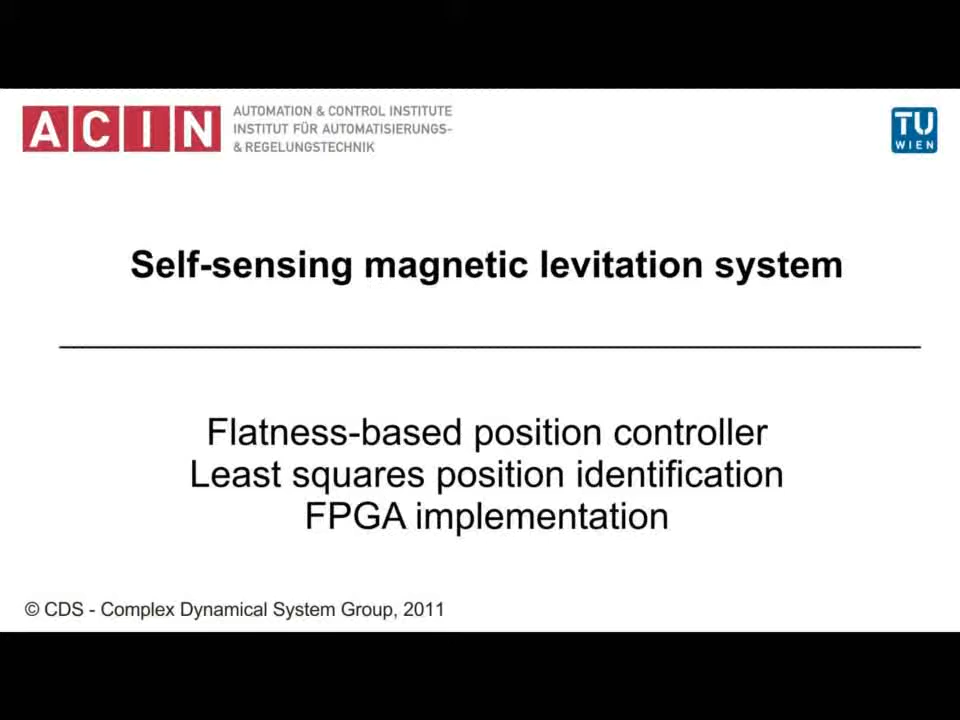 ACIN
AUTOMATION & CONTROL INSTITUTE
INSTITUT FÜR AUTOMATISIERUNGS-
& REGELUNGSTECHNIK
TU
WIEN
Self-sensing magnetic levitation system
Flatness-based position controller
Least squares position identification
FPGA implementation
© CDS - Complex Dynamical System Group, 2011